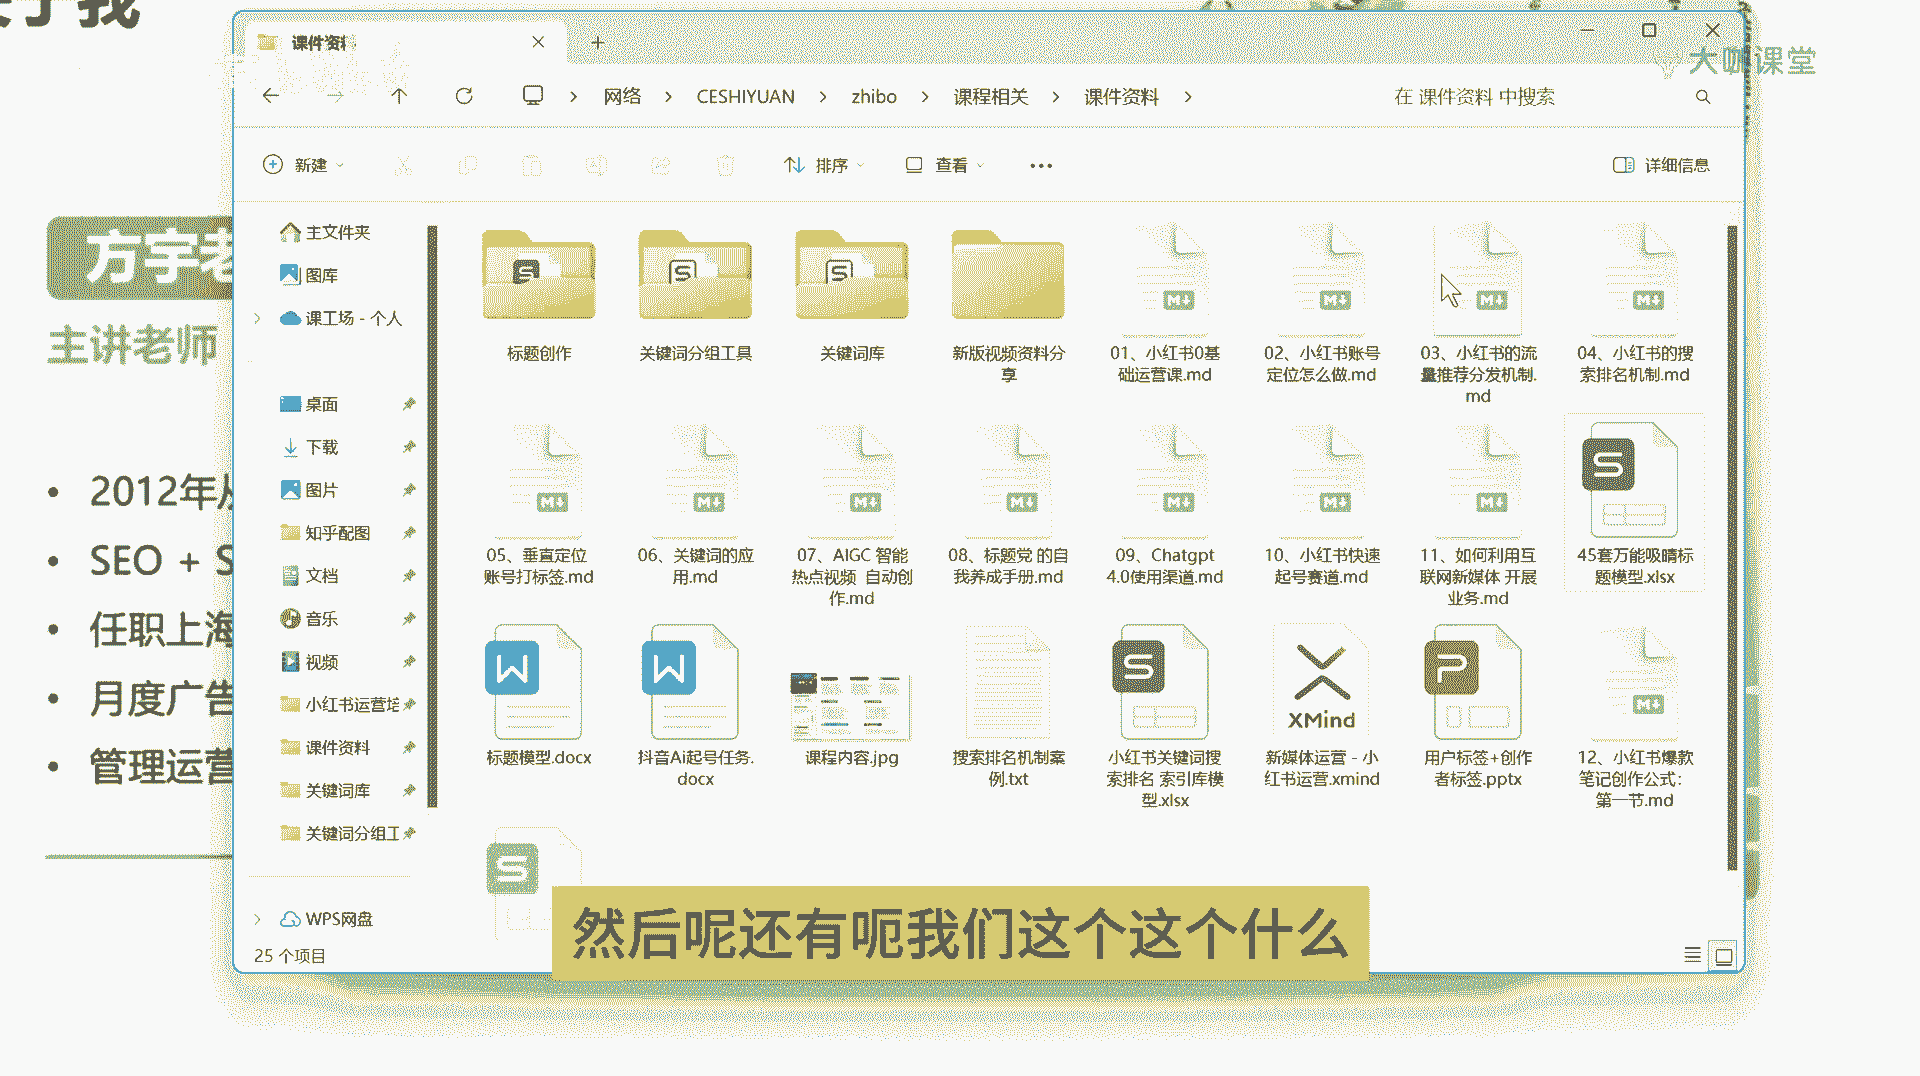 课件资料
大咖课堂
网络 > CESHIYUAN > zhibo > 课程相关 > 课件资料 >
在 课件资料 中搜索
新建
排序
查看
详细信息
方宇老
主讲老师
2012年从
SEO + S
任职上海
月度广告
管理运营
主文件夹
图库
课工场 - 个人
桌面
下载
图片
知乎配图
文档
音乐
视频
小红书运营培
课件资料
关键词库
关键词分组工
WPS网盘
25 个项目
标题创作
关键词分组工具
关键词库
新版视频资料分
享
01、小红书0基
础运营课.md
02、小红书账号
定位怎么做.md
03、小红书的流
量推荐分发机制.
md
04、小红书的搜
索排名机制.md
05、垂直定位
账号打标签.md
06、关键词的应
用.md
07、AIGC 智能
热点视频 自动创
作.md
08、标题党 的自
我养成手册.md
09、Chatgpt
4.0使用渠道.md
10、小红书快速
起号赛道.md
11、如何利用互
联网新媒体 开展
业务.md
45套万能吸睛标
题模型.xlsx
标题模型.docx
抖音Ai起号任务.
docx
课程内容.jpg
搜索排名机制案
例.txt
小红书关键词搜
索排名 索引库模
型.xlsx
XMind
新媒体运营 - 小
红书运营.xmind
用户标签+创作
者标签.pptx
12、小红书爆款
笔记创作公式：
第一节.md
然后呢还有呃我们这个这个什么